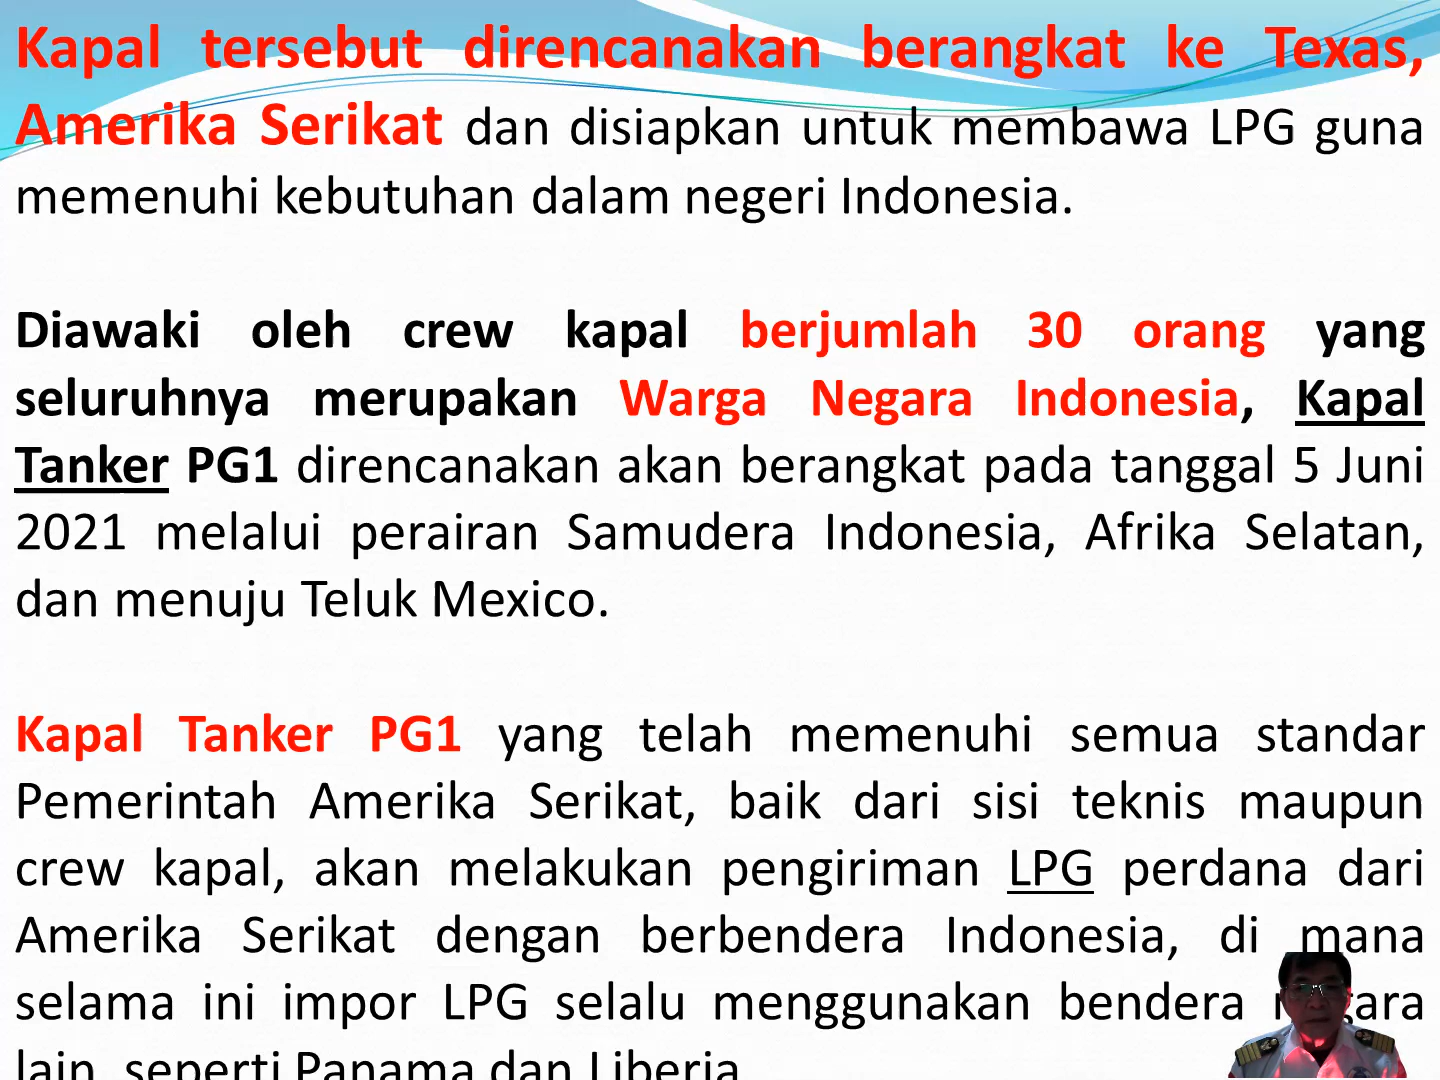 Kapal tersebut direncanakan berangkat ke Texas,
Amerika Serikat dan disiapkan untuk membawa LPG guna
memenuhi kebutuhan dalam negeri Indonesia.
Diawaki oleh crew kapal berjumlah 30 orang yang
seluruhnya merupakan Warga Negara Indonesia, Kapal
Tanker PG1 direncanakan akan berangkat pada tanggal 5 Juni
2021 melalui perairan Samudera Indonesia, Afrika Selatan,
dan menuju Teluk Mexico.
Kapal Tanker PG1 yang telah memenuhi semua standar
Pemerintah Amerika Serikat, baik dari sisi teknis maupun
crew kapal, akan melakukan pengiriman LPG perdana dari
Amerika Serikat dengan berbendera Indonesia, di mana
selama ini impor LPG selalu menggunakan bendera negara
lain, seperti Panama dan Liberia.